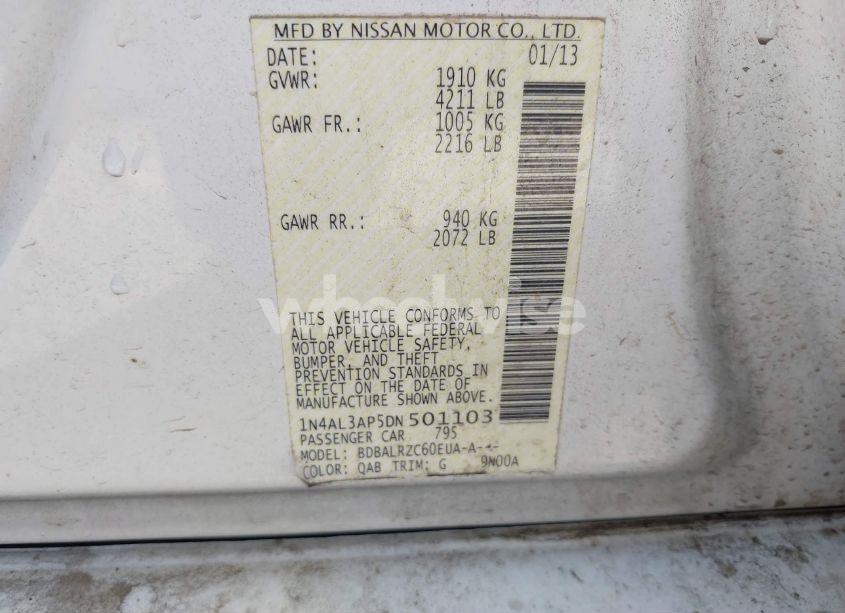 MFD BY NISSAN MOTOR CO., LTD.
DATE: 01/13
GVWR: 1910 KG
4211 LB
GAWR FR.: 1005 KG
2216 LB
GAWR RR.: 940 KG
2072 LB
wheelwise
THIS VEHICLE CONFORMS TO
ALL APPLICABLE FEDERAL
MOTOR VEHICLE SAFETY,
BUMPER, AND THEFT
PREVENTION STANDARDS IN
EFFECT ON THE DATE OF
MANUFACTURE SHOWN ABOVE.
1N4AL3AP5DN501103
PASSENGER CAR 795
MODEL: BDBALRZC60EUA-A---
COLOR: QAB TRIM: G 9N00A